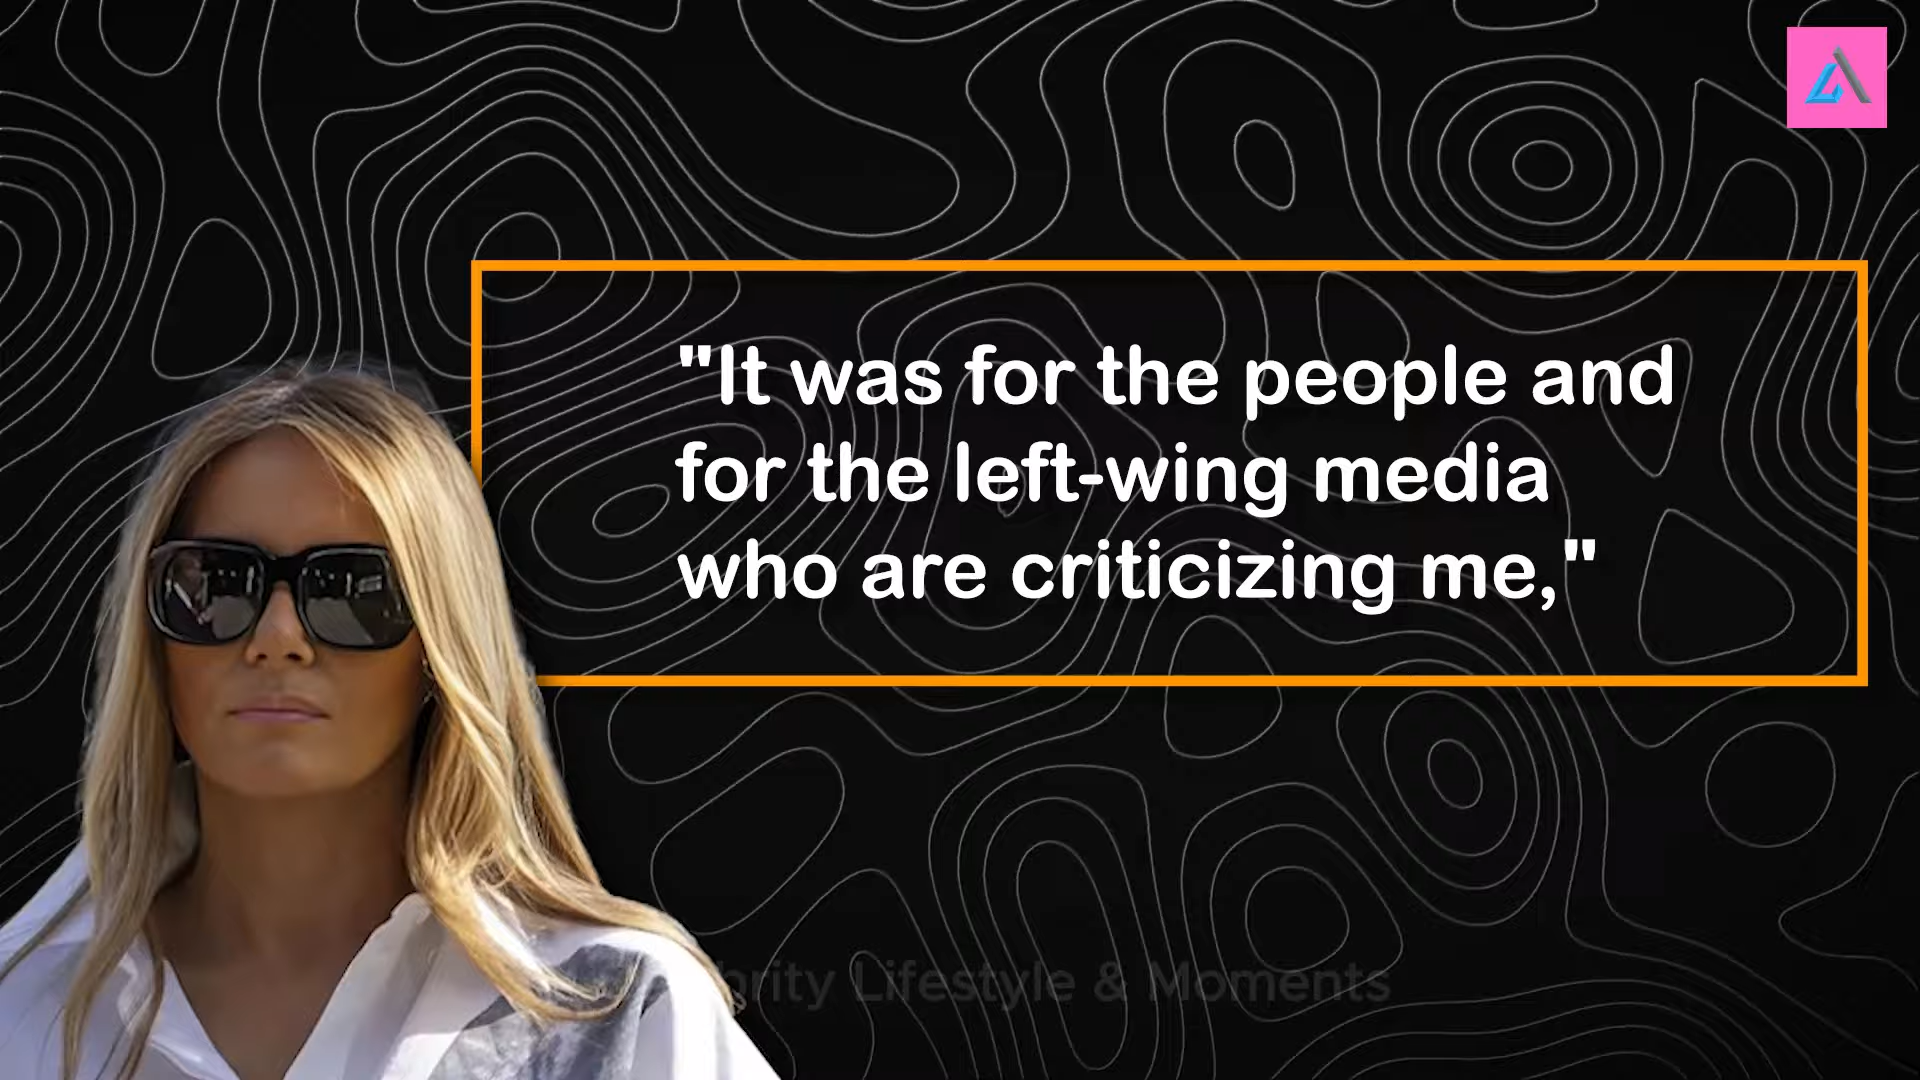 "It was for the people and
for the left-wing media
who are criticizing me,"
Lifestyle & Moments